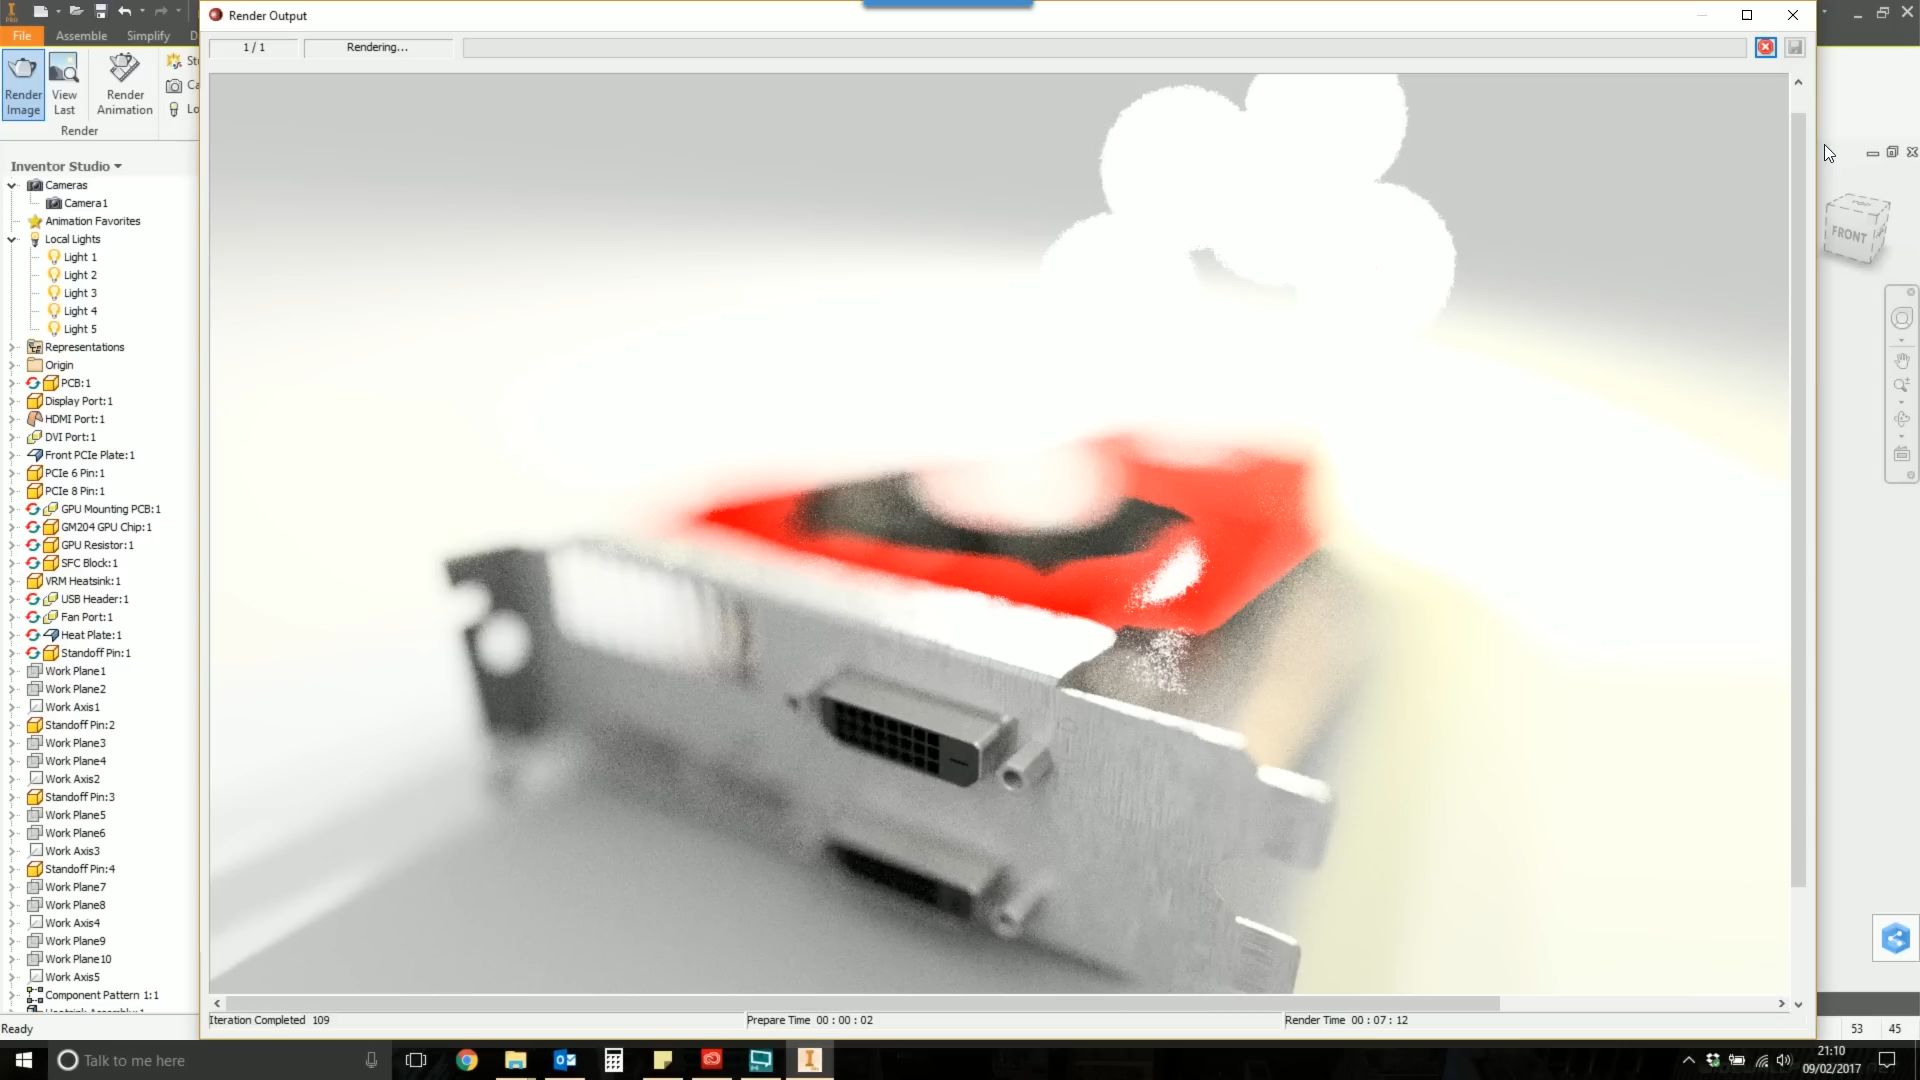 Render Output
File
Assemble
Simplify
1 / 1
Rendering...
Render
Image
View
Last
Render
Animation
Render
Inventor Studio
Cameras
Camera1
Animation Favorites
Local Lights
Light 1
Light 2
Light 3
Light 4
Light 5
Representations
Origin
PCB:1
Display Port:1
HDMI Port:1
DVI Port:1
Front PCIe Plate:1
PCIe 6 Pin:1
PCIe 8 Pin:1
GPU Mounting PCB:1
GM204 GPU Chip:1
GPU Resistor:1
SFC Block:1
VRM Heatsink:1
USB Header:1
Fan Port:1
Heat Plate:1
Standoff Pin:1
Work Plane1
Work Plane2
Work Axis1
Standoff Pin:2
Work Plane3
Work Plane4
Work Axis2
Standoff Pin:3
Work Plane5
Work Plane6
Work Axis3
Standoff Pin:4
Work Plane7
Work Plane8
Work Axis4
Work Plane9
Work Plane10
Work Axis5
Component Pattern 1:1
FRONT
Iteration Completed 109
Prepare Time 00 : 00 : 02
Render Time 00 : 07 : 12
Ready
53 45
Talk to me here
21:10
09/02/2017